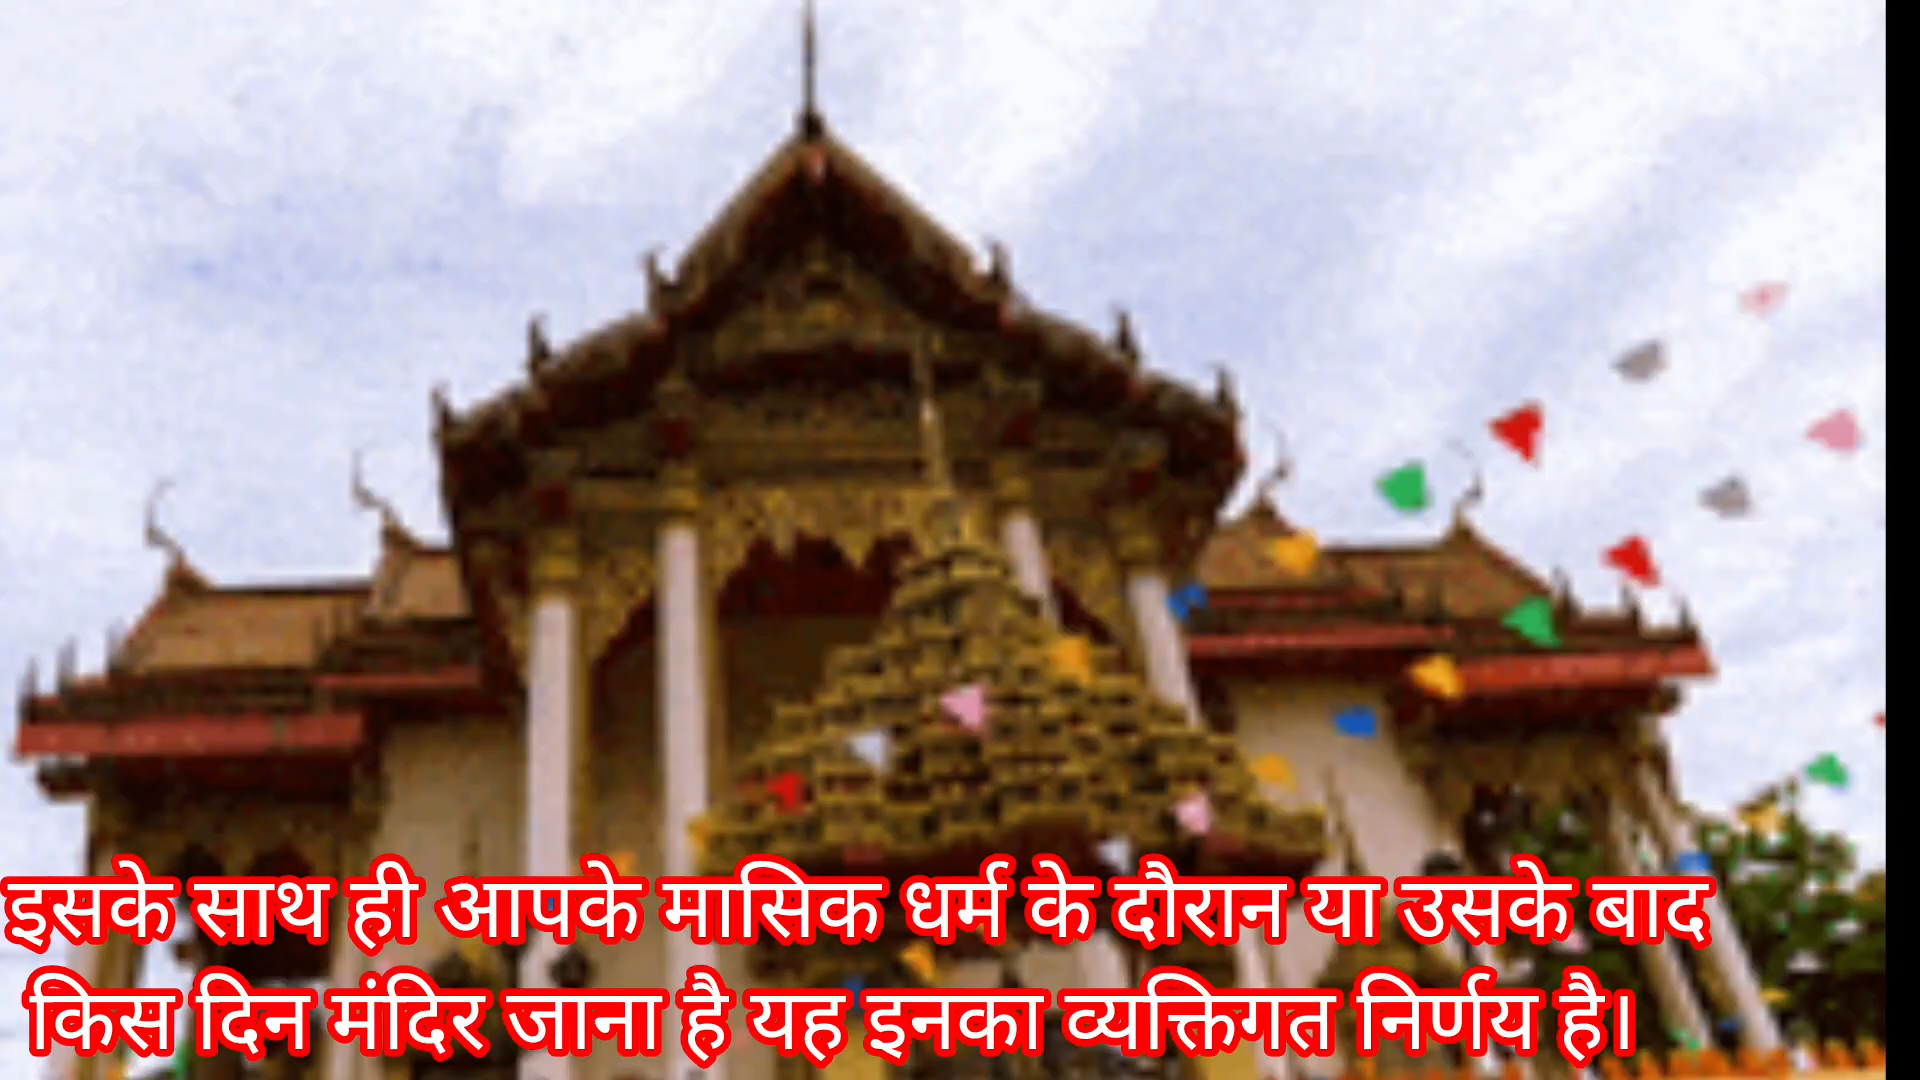 इसके साथ ही आपके मासिक धर्म के दौरान या उसके बाद
किस दिन मंदिर जाना है यह इनका व्यक्तिगत निर्णय है।